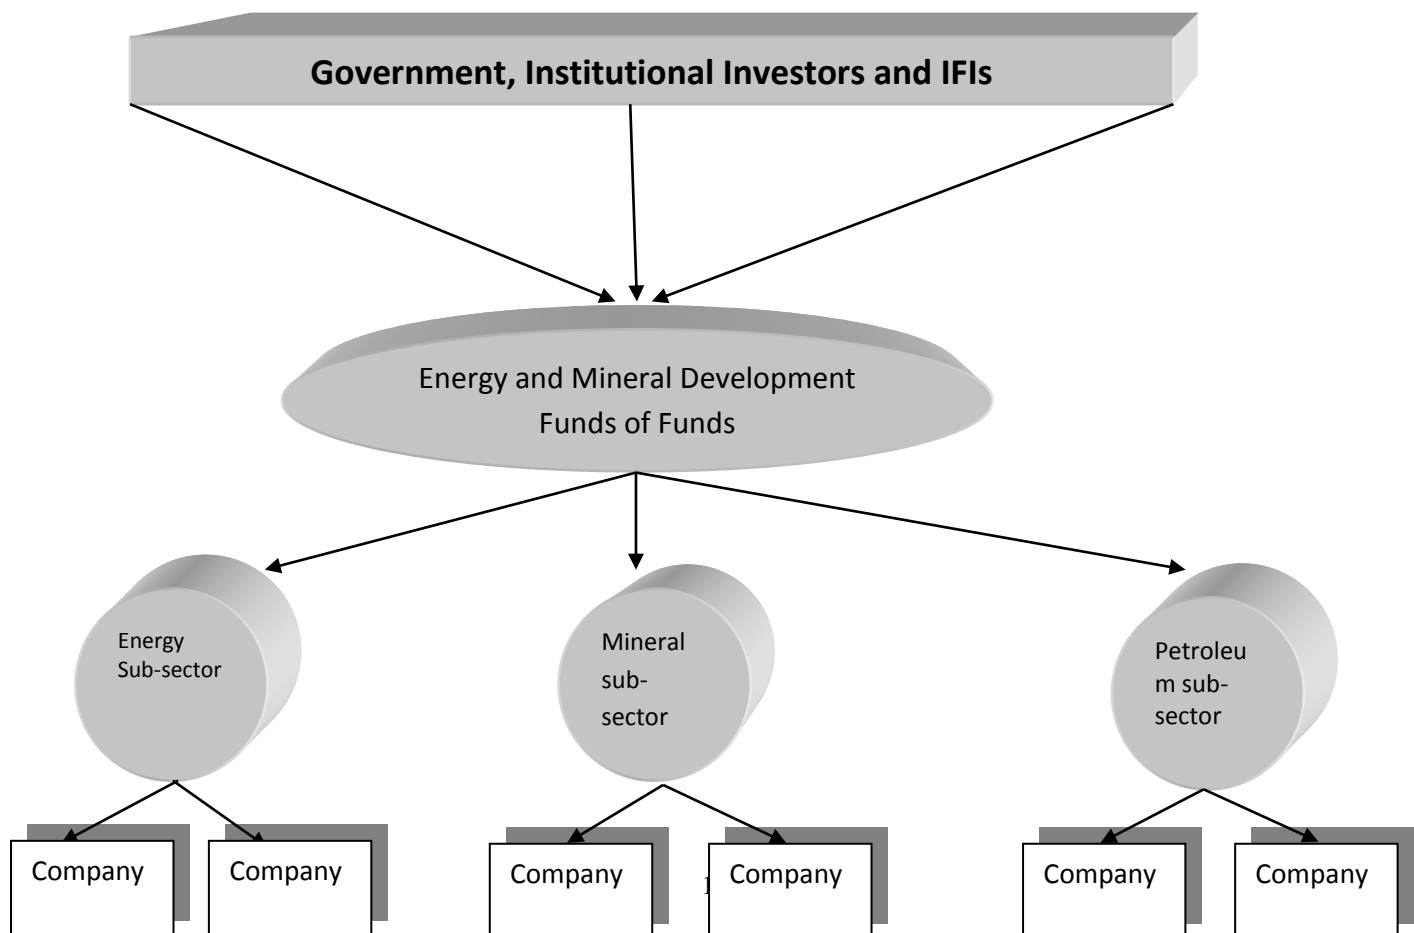 Government, Institutional Investors and IFIs
Energy and Mineral Development
Funds of Funds
Energy
Sub-sector
Mineral
sub-
sector
Petroleu
m sub-
sector
Company
Company
Company
Company
Company
Company